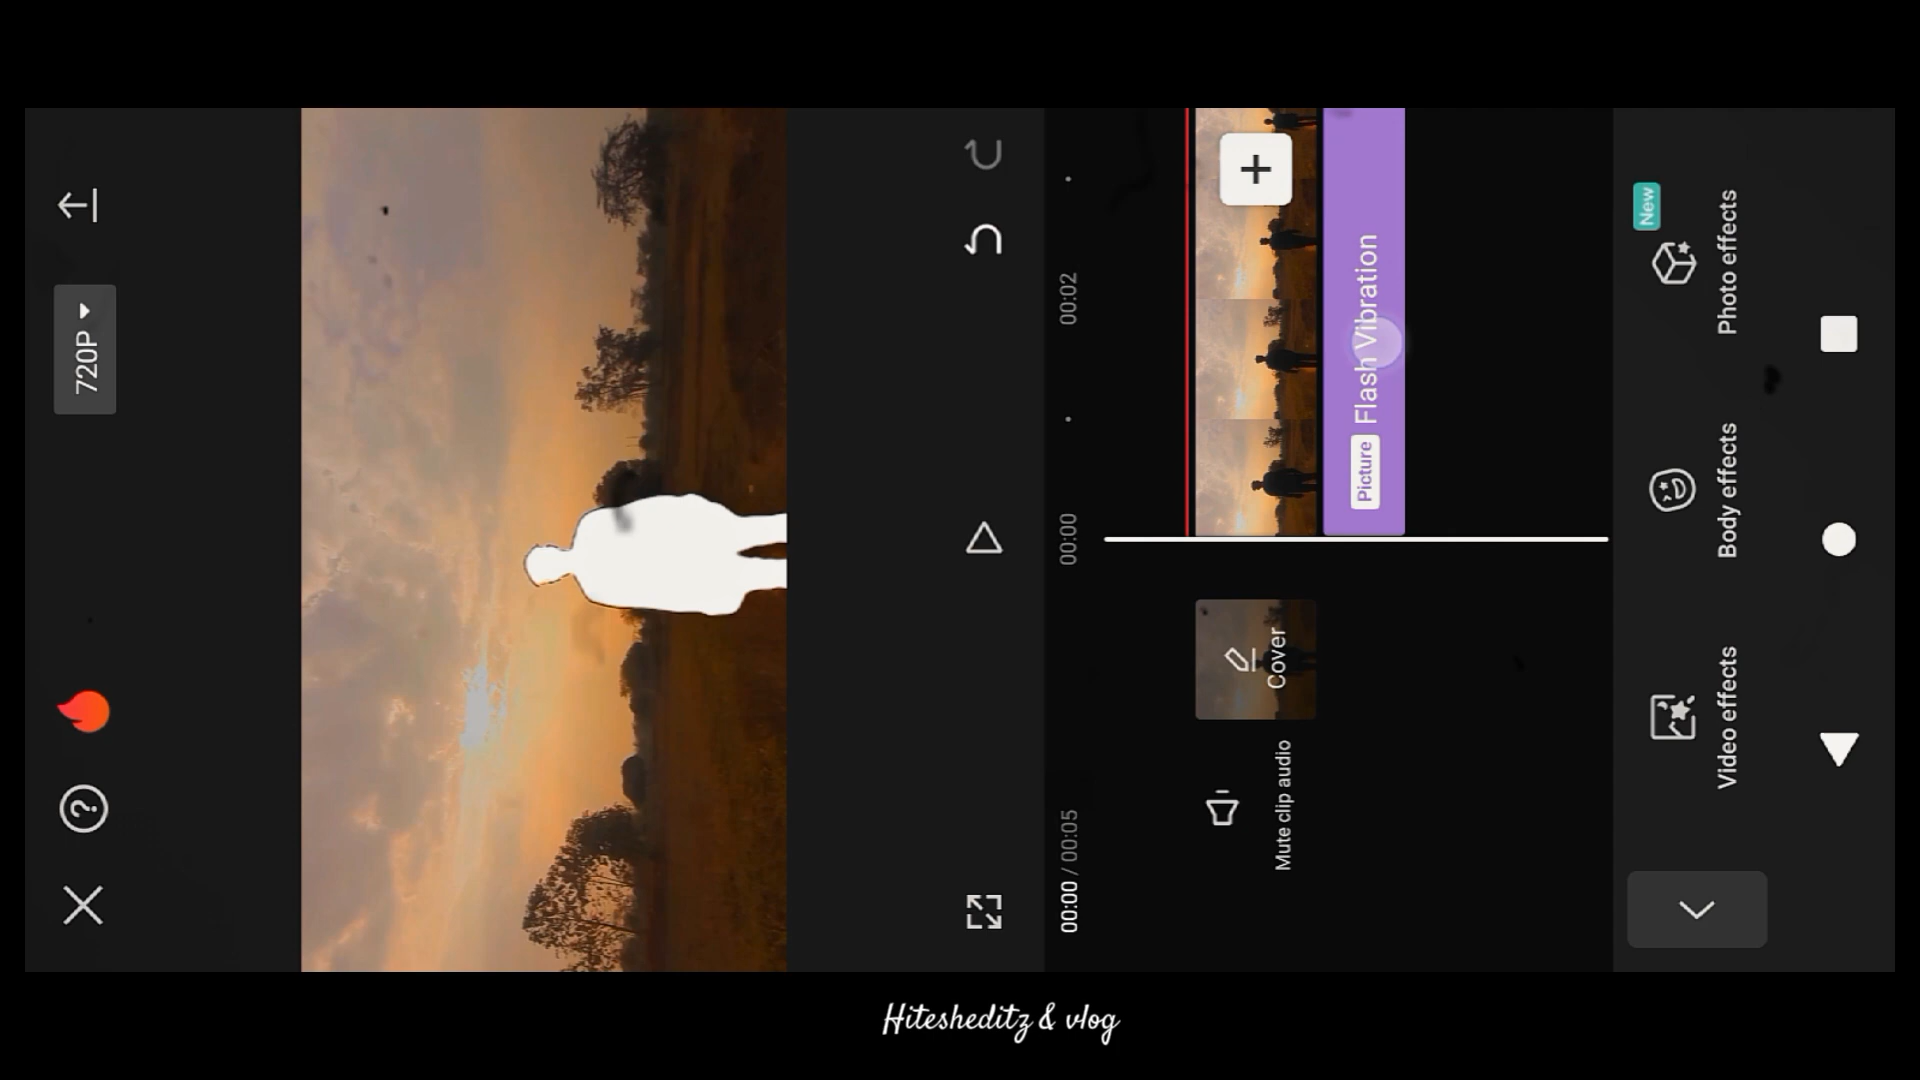 720P
00:00 / 00:05
00:00
00:02
Cover
Mute clip audio
Picture
Flash Vibration
Video effects
Body effects
Photo effects
New
Hitesheditz & vlog